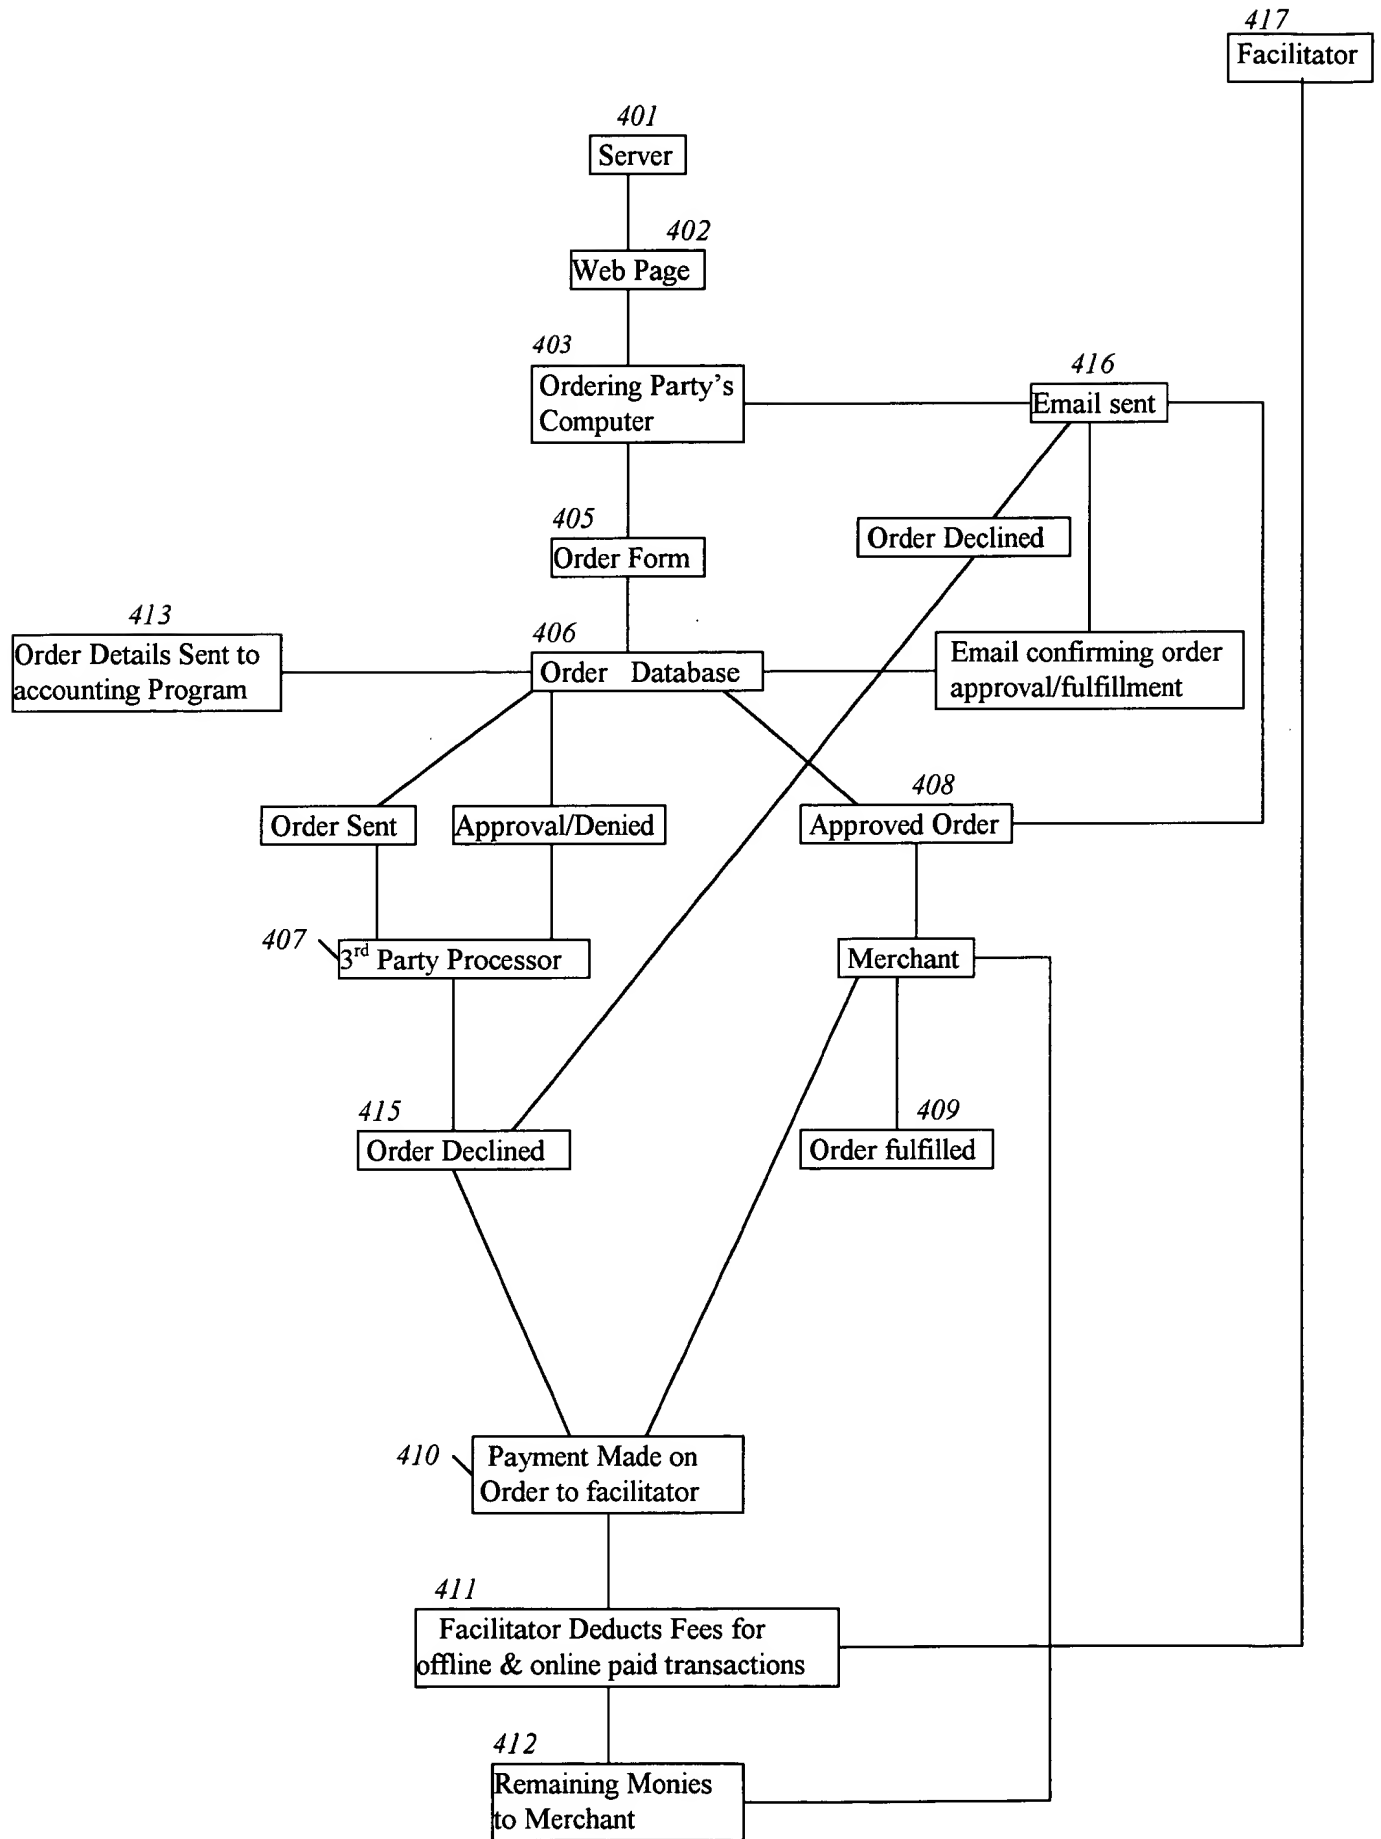 417
Facilitator
401
Server
402
Web Page
403
Ordering Party's
Computer
416
Email sent
405
Order Form
Order Declined
413
Order Details Sent to
accounting Program
406
Order Database
Email confirming order
approval/fulfillment
Order Sent
Approval/Denied
408
Approved Order
407
3rd Party Processor
Merchant
415
Order Declined
409
Order fulfilled
410
Payment Made on
Order to facilitator
411
Facilitator Deducts Fees for
offline & online paid transactions
412
Remaining Monies
to Merchant